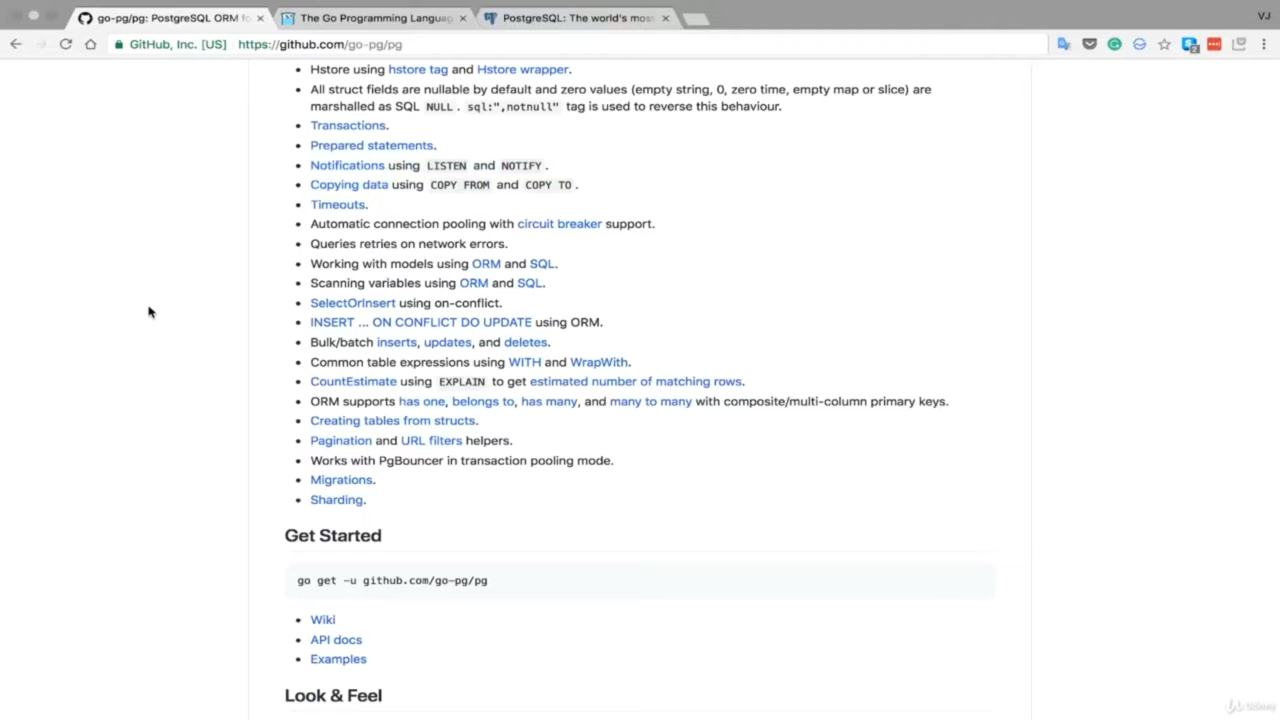 go-pg/pg: PostgreSQL ORM fo
The Go Programming Languag
PostgreSQL: The world's mos
VJ
GitHub, Inc. [US]
https://github.com/go-pg/pg
Hstore using hstore tag and Hstore wrapper.
All struct fields are nullable by default and zero values (empty string, 0, zero time, empty map or slice) are
marshalled as SQL NULL . sql:",notnull" tag is used to reverse this behaviour.
Transactions.
Prepared statements.
Notifications using LISTEN and NOTIFY .
Copying data using COPY FROM and COPY TO .
Timeouts.
Automatic connection pooling with circuit breaker support.
Queries retries on network errors.
Working with models using ORM and SQL.
Scanning variables using ORM and SQL.
SelectOrInsert using on-conflict.
INSERT ... ON CONFLICT DO UPDATE using ORM.
Bulk/batch inserts, updates, and deletes.
Common table expressions using WITH and WrapWith.
CountEstimate using EXPLAIN to get estimated number of matching rows.
ORM supports has one, belongs to, has many, and many to many with composite/multi-column primary keys.
Creating tables from structs.
Pagination and URL filters helpers.
Works with PgBouncer in transaction pooling mode.
Migrations.
Sharding.
Get Started
go get -u github.com/go-pg/pg
Wiki
API docs
Examples
Look & Feel
Udemy